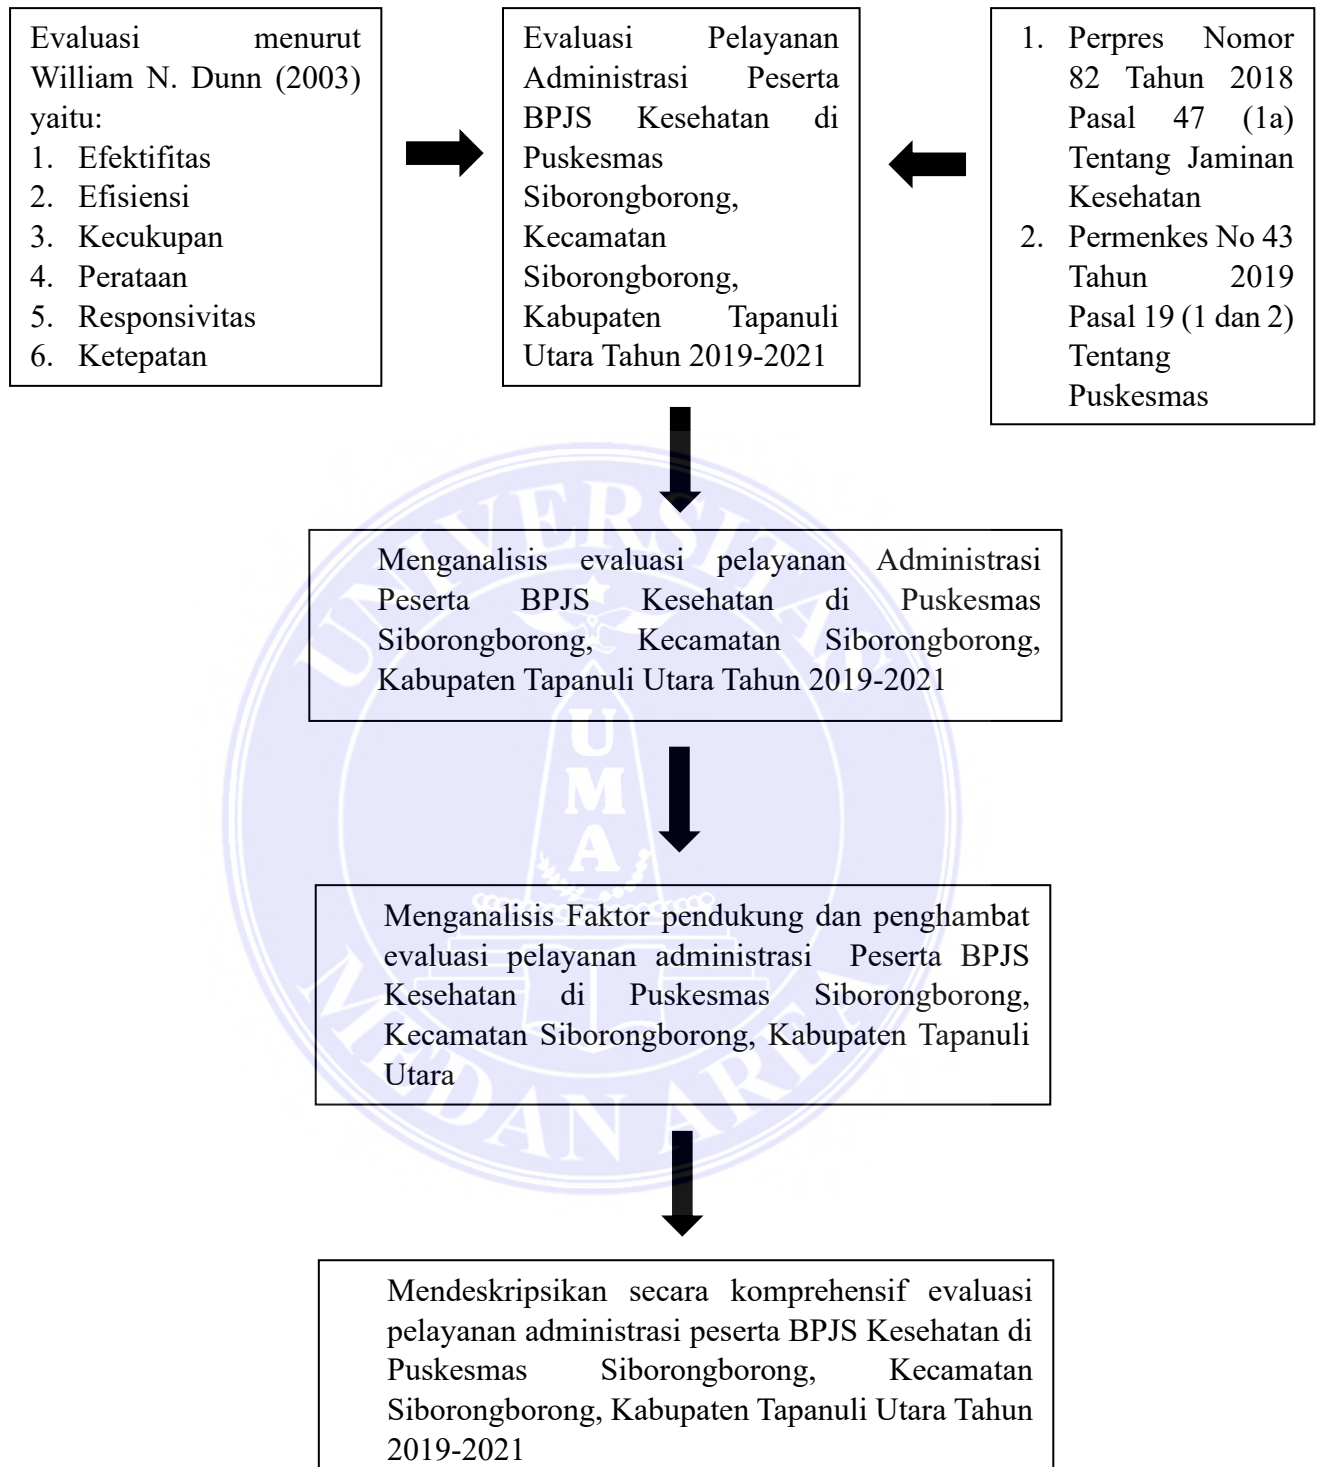 Evaluasi menurut
William N. Dunn (2003)
yaitu:
1. Efektifitas
2. Efisiensi
3. Kecukupan
4. Perataan
5. Responsivitas
6. Ketepatan
Evaluasi Pelayanan
Administrasi Peserta
BPJS Kesehatan di
Puskesmas
Siborongborong,
Kecamatan
Siborongborong,
Kabupaten Tapanuli
Utara Tahun 2019-2021
1. Perpres Nomor
82 Tahun 2018
Pasal 47 (1a)
Tentang Jaminan
Kesehatan
2. Permenkes No 43
Tahun 2019
Pasal 19 (1 dan 2)
Tentang
Puskesmas
Menganalisis evaluasi pelayanan Administrasi
Peserta BPJS Kesehatan di Puskesmas
Siborongborong, Kecamatan Siborongborong,
Kabupaten Tapanuli Utara Tahun 2019-2021
Menganalisis Faktor pendukung dan penghambat
evaluasi pelayanan administrasi Peserta BPJS
Kesehatan di Puskesmas Siborongborong,
Kecamatan Siborongborong, Kabupaten Tapanuli
Utara
Mendeskripsikan secara komprehensif evaluasi
pelayanan administrasi peserta BPJS Kesehatan di
Puskesmas Siborongborong, Kecamatan
Siborongborong, Kabupaten Tapanuli Utara Tahun
2019-2021
UNIVERSITAS
UMA
MEDAN AREA